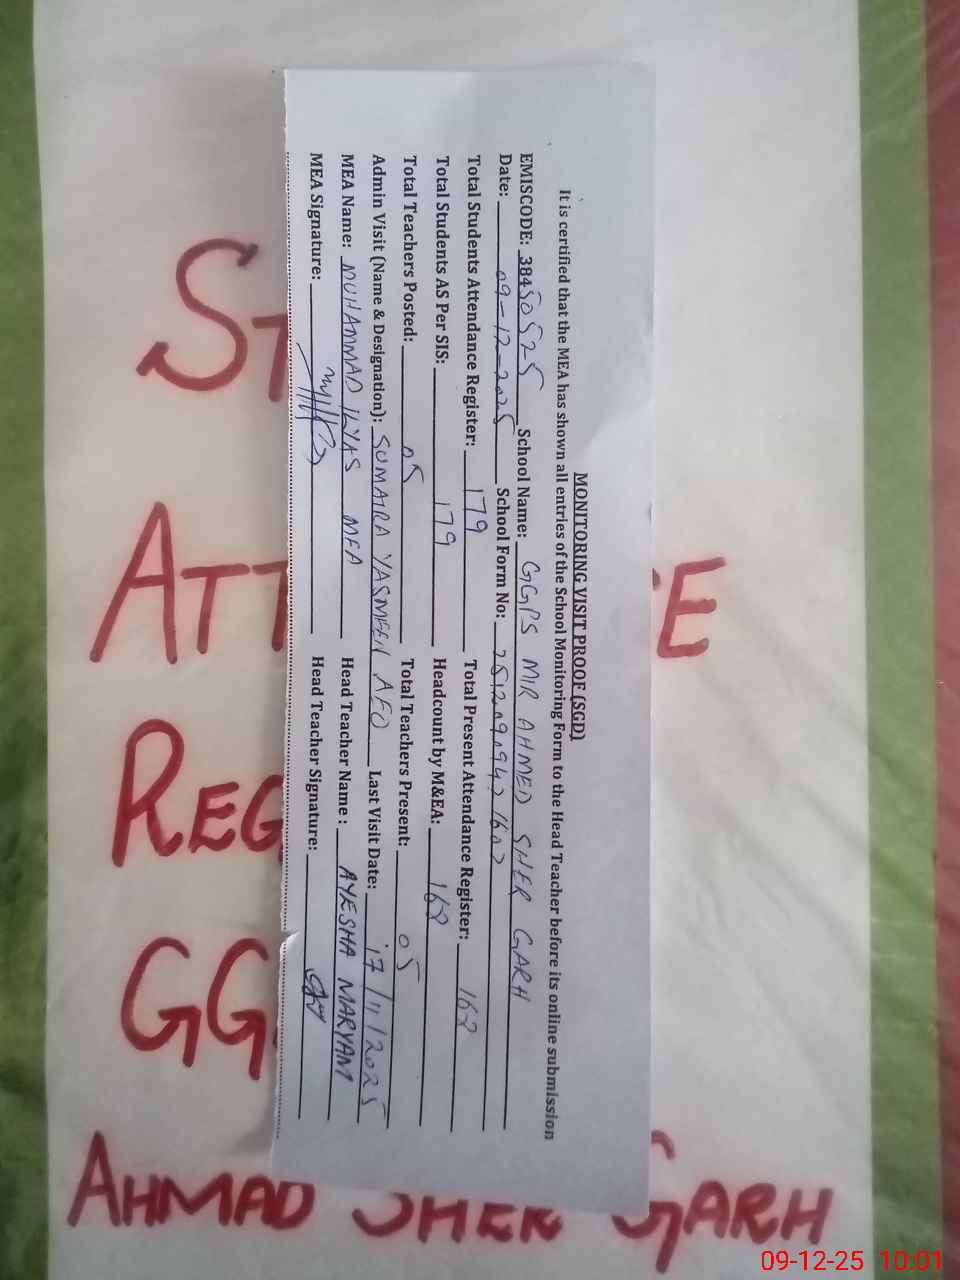 MONITORING VISIT PROOF (SGD)
It is certified that the MEA has shown all entries of the School Monitoring Form to the Head Teacher before its online submission
EMISCODE: 38450525 School Name: GGPS MIR AHMED SHER GARH
Date: 09-12-2025 School Form No:
Total Students Attendance Register: 179 Total Present Attendance Register: 168
Total Students AS Per SIS: 179 Headcount by M&EA: 168
Total Teachers Posted: 05 Total Teachers Present: 05
Admin Visit (Name & Designation): SUMAIRA YASMEEN AEO Last Visit Date: 17/11/2025
MEA Name: MUHAMMAD ILYAS MEA Head Teacher Name: AYESHA MARYAM
MEA Signature: Head Teacher Signature:
ST
ATT E
REG
GG
AHMAD SHER GARH
09-12-25 10:01